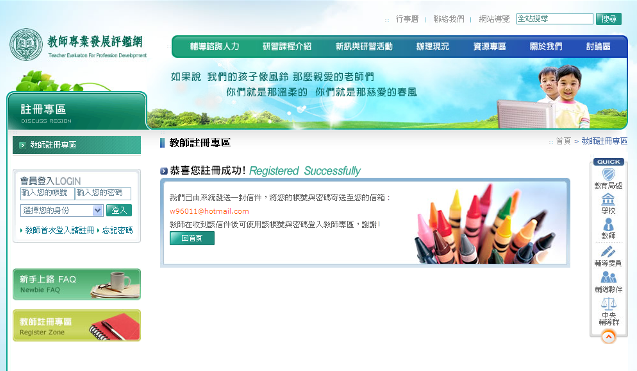 行事曆 | 聯絡我們 | 網站導覽 全站搜尋 搜尋
教師專業發展評鑑網
Teacher Evaluation For Profession Development
輔導諮詢人力 研習課程介紹 新訊與研習活動 辦理現況 資源專區 關於我們 討論區
如果說 我們的孩子像風鈴 那麼親愛的老師們
你們就是那溫柔的 你們就是那慈愛的春風
註冊專區
DISCUSS REGION
教師註冊專區
教師註冊專區
首頁 > 教師註冊專區
會員登入LOGIN
輸入您的帳號 輸入您的密碼
選擇您的身份 登入
教師首次登入請註冊 忘記密碼
恭喜您註冊成功! Registered Successfully
我們已由系統發送一封信件，將您的帳號與密碼寄送至您的信箱：
w96011@hotmail.com
教師在收到該信件後可使用該帳號與密碼登入教師專區，謝謝!
回首頁
新手上路 FAQ
Newbie FAQ
教師註冊專區
Register Zone
QUICK
教育局處
學校
教師
輔導委員
輔諮夥伴
中央
輔導群